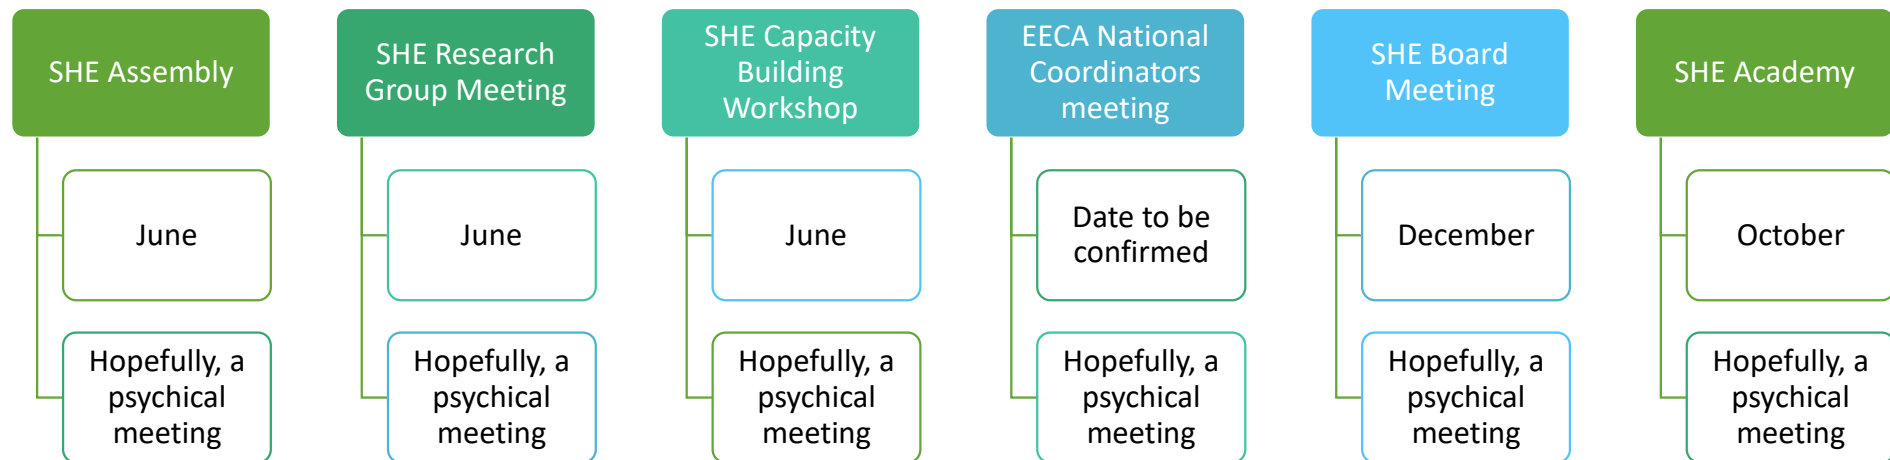 SHE Assembly
June
Hopefully, a
psychical
meeting
SHE Research
Group Meeting
June
Hopefully, a
psychical
meeting
SHE Capacity
Building
Workshop
June
Hopefully, a
psychical
meeting
EECA National
Coordinators
meeting
Date to be
confirmed
Hopefully, a
psychical
meeting
SHE Board
Meeting
December
Hopefully, a
psychical
meeting
SHE Academy
October
Hopefully, a
psychical
meeting